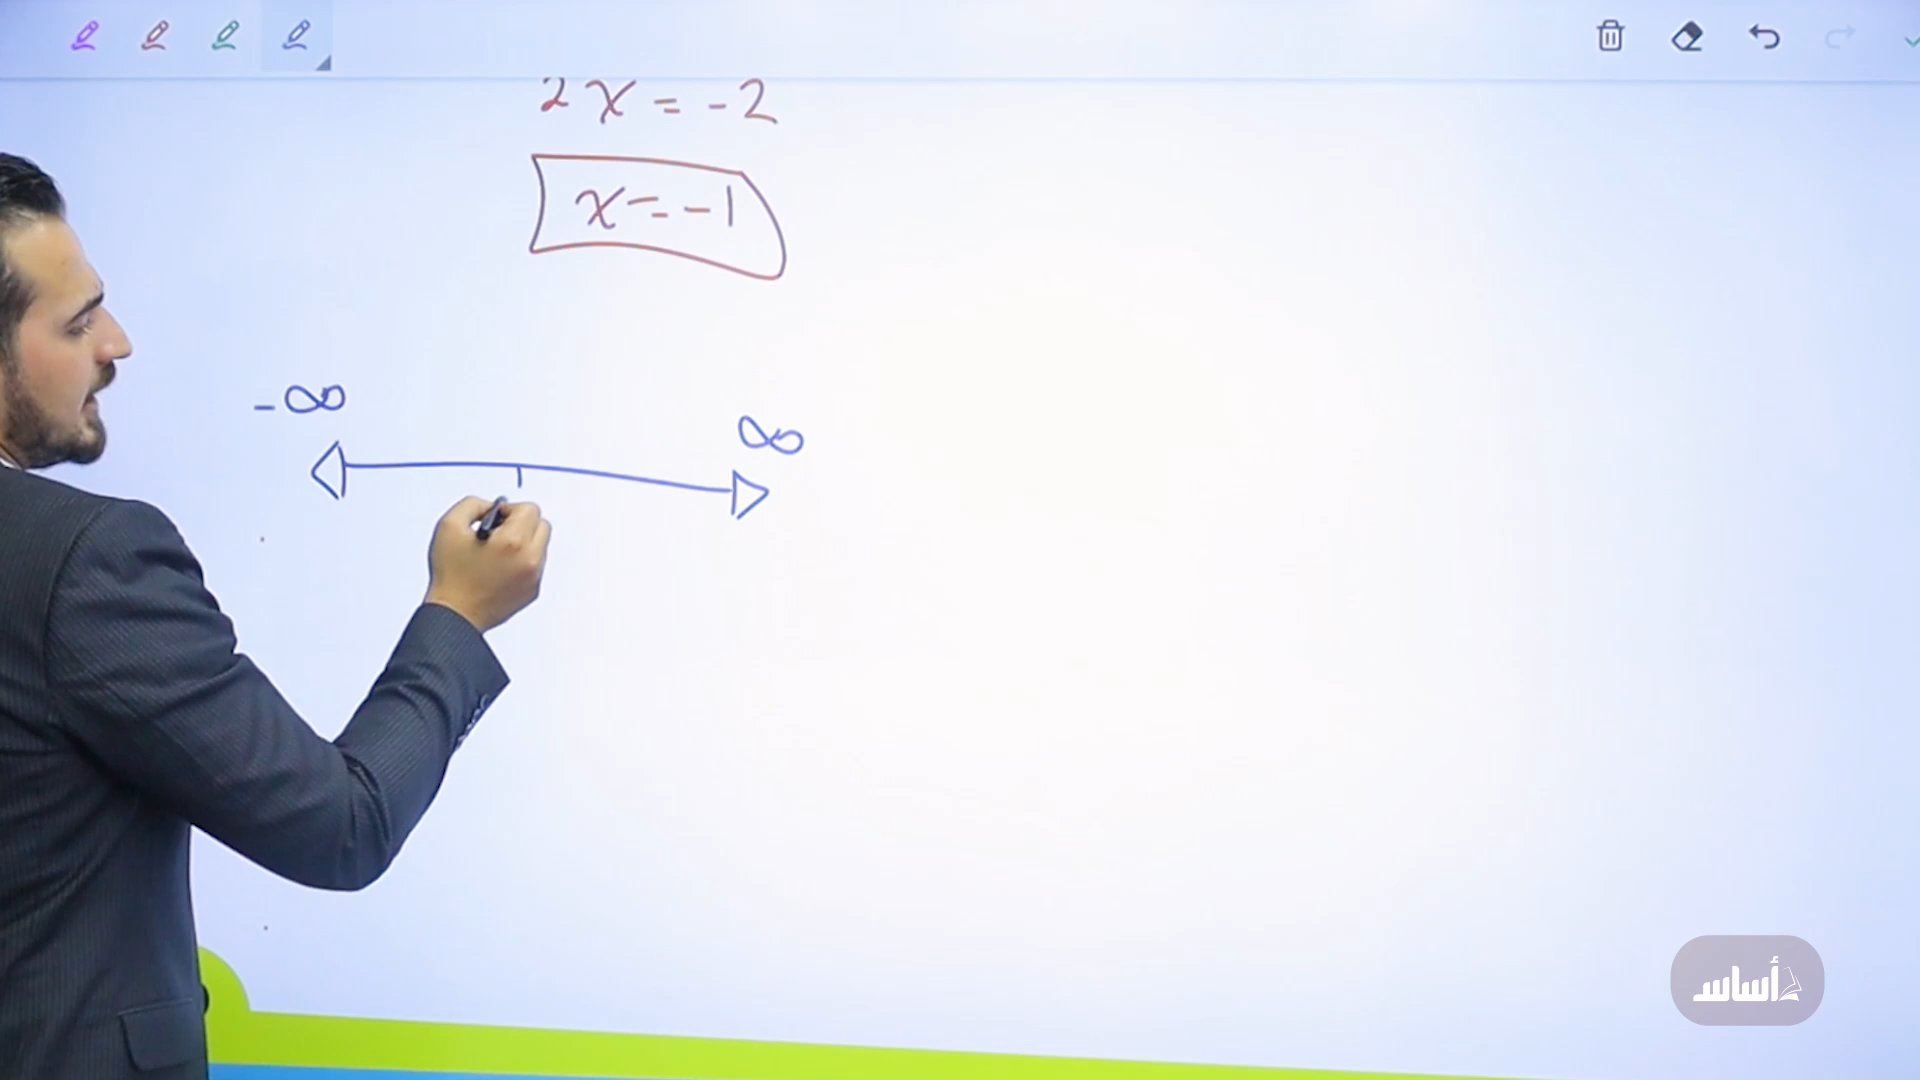 2x = -2
x = -1
-∞
∞
أساس